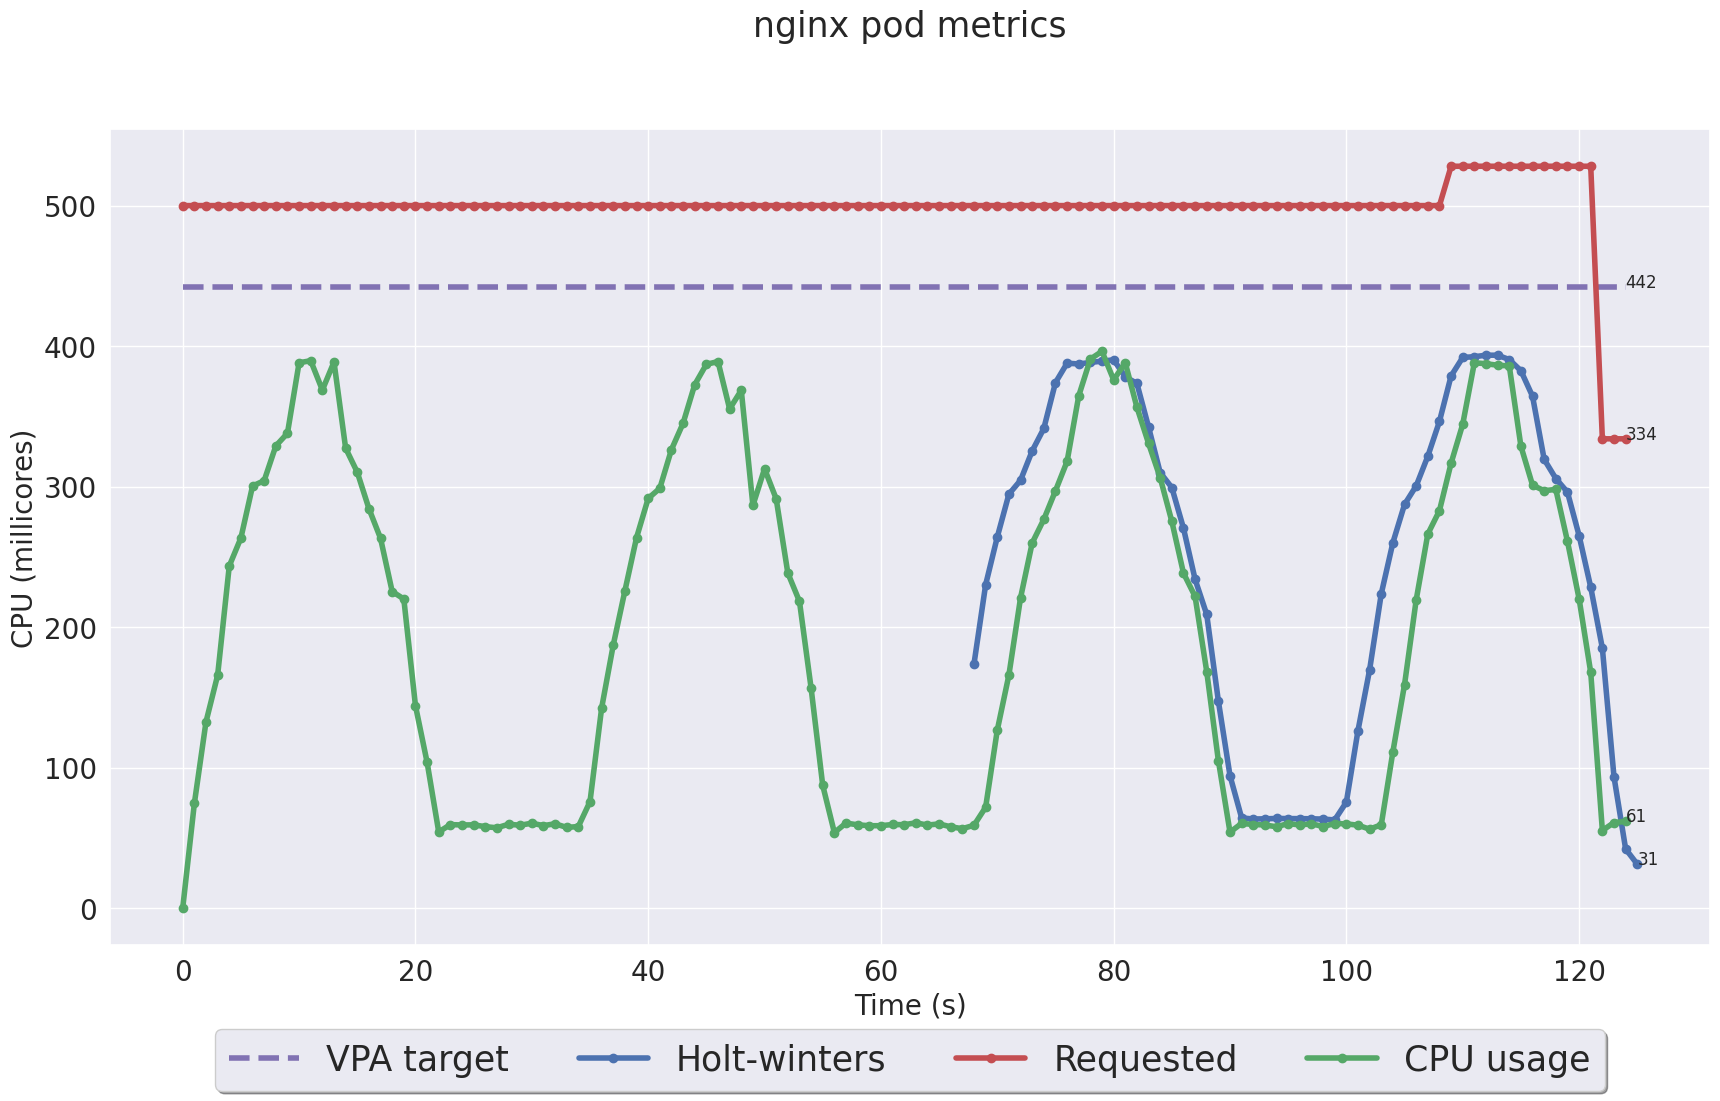 nginx pod metrics
CPU (millicores)
500
400
300
200
100
0
442
334
61
31
0 20 40 60 80 100 120
Time (s)
VPA target Holt-winters Requested CPU usage